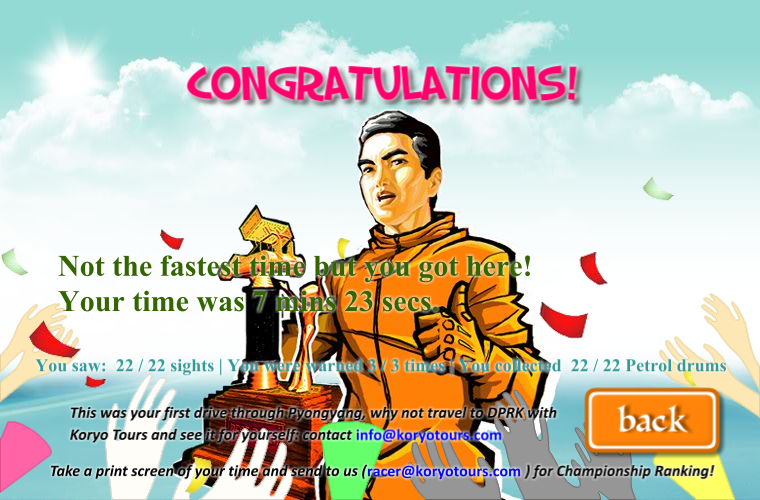 CONGRATULATIONS!
Not the fastest time but you got here!
Your time was 7 mins 23 secs.
You saw: 22 / 22 sights | You were warned 3 / 3 times | You collected 22 / 22 Petrol drums
This was your first drive through Pyongyang, why not travel to DPRK with
Koryo Tours and see it for yourself: contact info@koryotours.com
back
Take a print screen of your time and send to us (racer@koryotours.com ) for Championship Ranking!